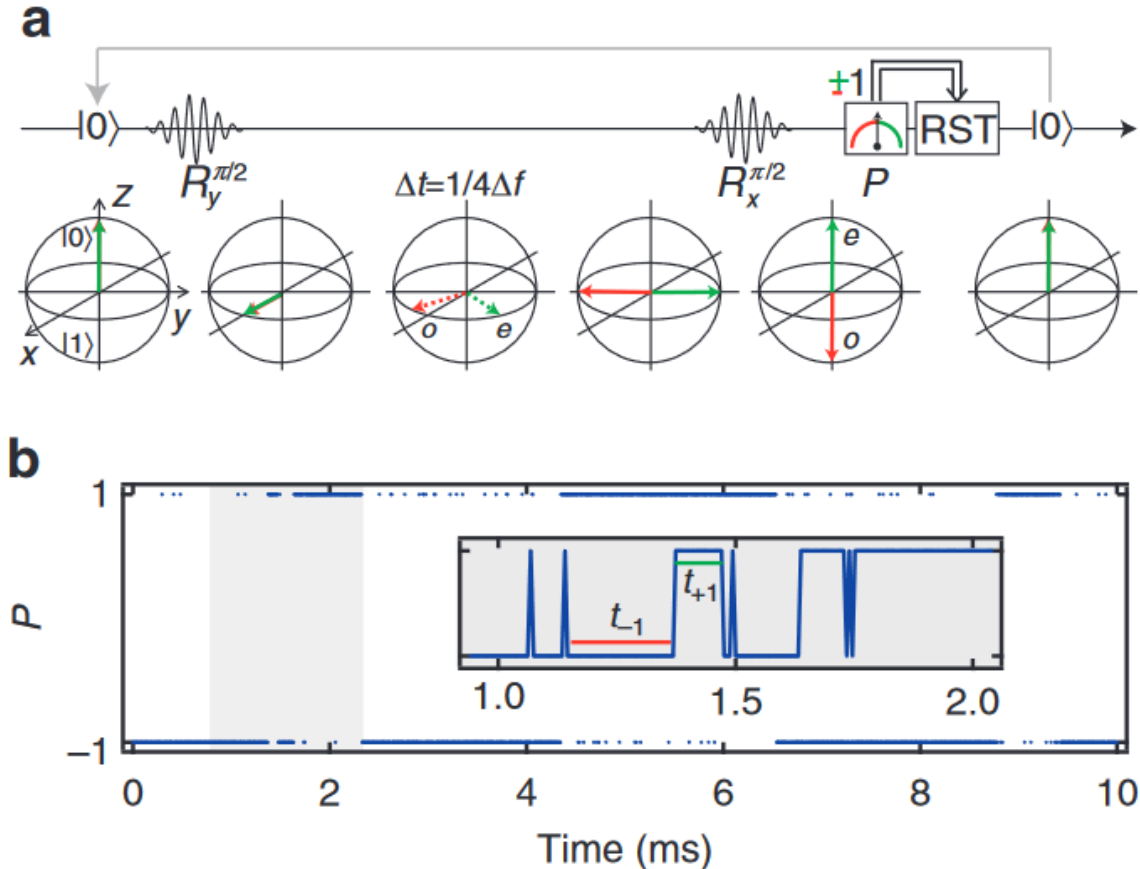 a
±1
|0⟩ RST |0⟩
R_y^{π/2} Δt=1/4Δf R_x^{π/2} P
z
|0⟩ e
y
o e
x |1⟩ o
b
1
P
t_{+1}
t_{–1}
1.0 1.5 2.0
–1
0 2 4 6 8 10
Time (ms)